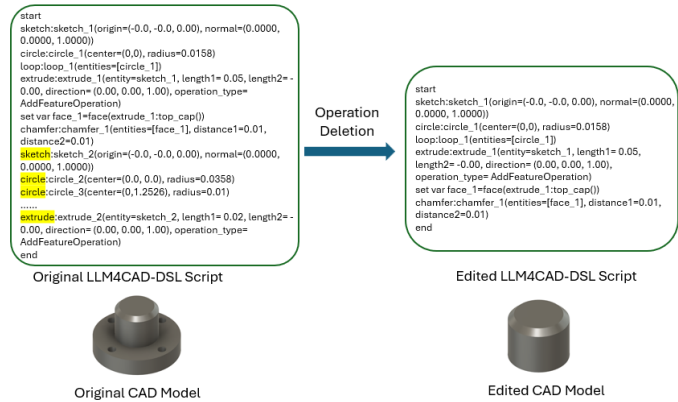 start
sketch:sketch_1(origin=(-0.0, -0.0, 0.00), normal=(0.0000,
0.0000, 1.0000))
circle:circle_1(center=(0,0), radius=0.0158)
loop:loop_1(entities=[circle_1])
extrude:extrude_1(entity=sketch_1, length1= 0.05, length2= -
0.00, direction= (0.00, 0.00, 1.00), operation_type=
AddFeatureOperation)
set var face_1=face(extrude_1:top_cap())
chamfer:chamfer_1(entities=[face_1], distance1=0.01,
distance2=0.01)
sketch:sketch_2(origin=(-0.0, -0.0, 0.00), normal=(0.0000,
0.0000, 1.0000))
circle:circle_2(center=(0.0, 0.0), radius=0.0358)
circle:circle_3(center=(0,1.2526), radius=0.01)
......
extrude:extrude_2(entity=sketch_2, length1= 0.02, length2= -
0.00, direction= (0.00, 0.00, 1.00), operation_type=
AddFeatureOperation)
end
Original LLM4CAD-DSL Script
Original CAD Model
Operation
Deletion
start
sketch:sketch_1(origin=(-0.0, -0.0, 0.00), normal=(0.0000,
0.0000, 1.0000))
circle:circle_1(center=(0,0), radius=0.0158)
loop:loop_1(entities=[circle_1])
extrude:extrude_1(entity=sketch_1, length1= 0.05,
length2= -0.00, direction= (0.00, 0.00, 1.00),
operation_type= AddFeatureOperation)
set var face_1=face(extrude_1:top_cap())
chamfer:chamfer_1(entities=[face_1], distance1=0.01,
distance2=0.01)
end
Edited LLM4CAD-DSL Script
Edited CAD Model